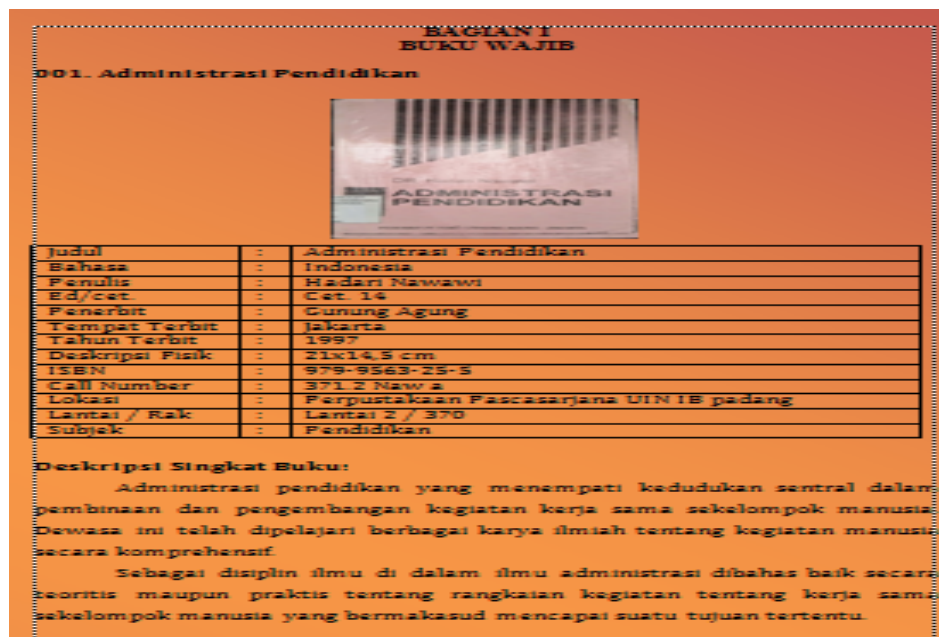 BAGIAN I
BUKU WAJIB
001. Administrasi Pendidikan
ADMINISTRASI
PENDIDIKAN
Judul : Administrasi Pendidikan
Bahasa : Indonesia
Penulis : Hadari Nawawi
Ed/cet. : Cet. 14
Penerbit : Gunung Agung
Tempat Terbit : Jakarta
Tahun Terbit : 1997
Deskripsi Fisik : 21x14,5 cm
ISBN : 979-9563-25-5
Call Number : 371.2 Naw a
Lokasi : Perpustakaan Pascasarjana UIN IB padang
Lantai / Rak : Lantai 2 / 370
Subjek : Pendidikan
Deskripsi Singkat Buku:
Administrasi pendidikan yang menempati kedudukan sentral dalam
pembinaan dan pengembangan kegiatan kerja sama sekelompok manusia.
Dewasa ini telah dipelajari berbagai karya ilmiah tentang kegiatan manusia
secara komprehensif.
Sebagai disiplin ilmu di dalam ilmu administrasi dibahas baik secara
teoritis maupun praktis tentang rangkaian kegiatan tentang kerja sama
sekelompok manusia yang bermakasud mencapai suatu tujuan tertentu.